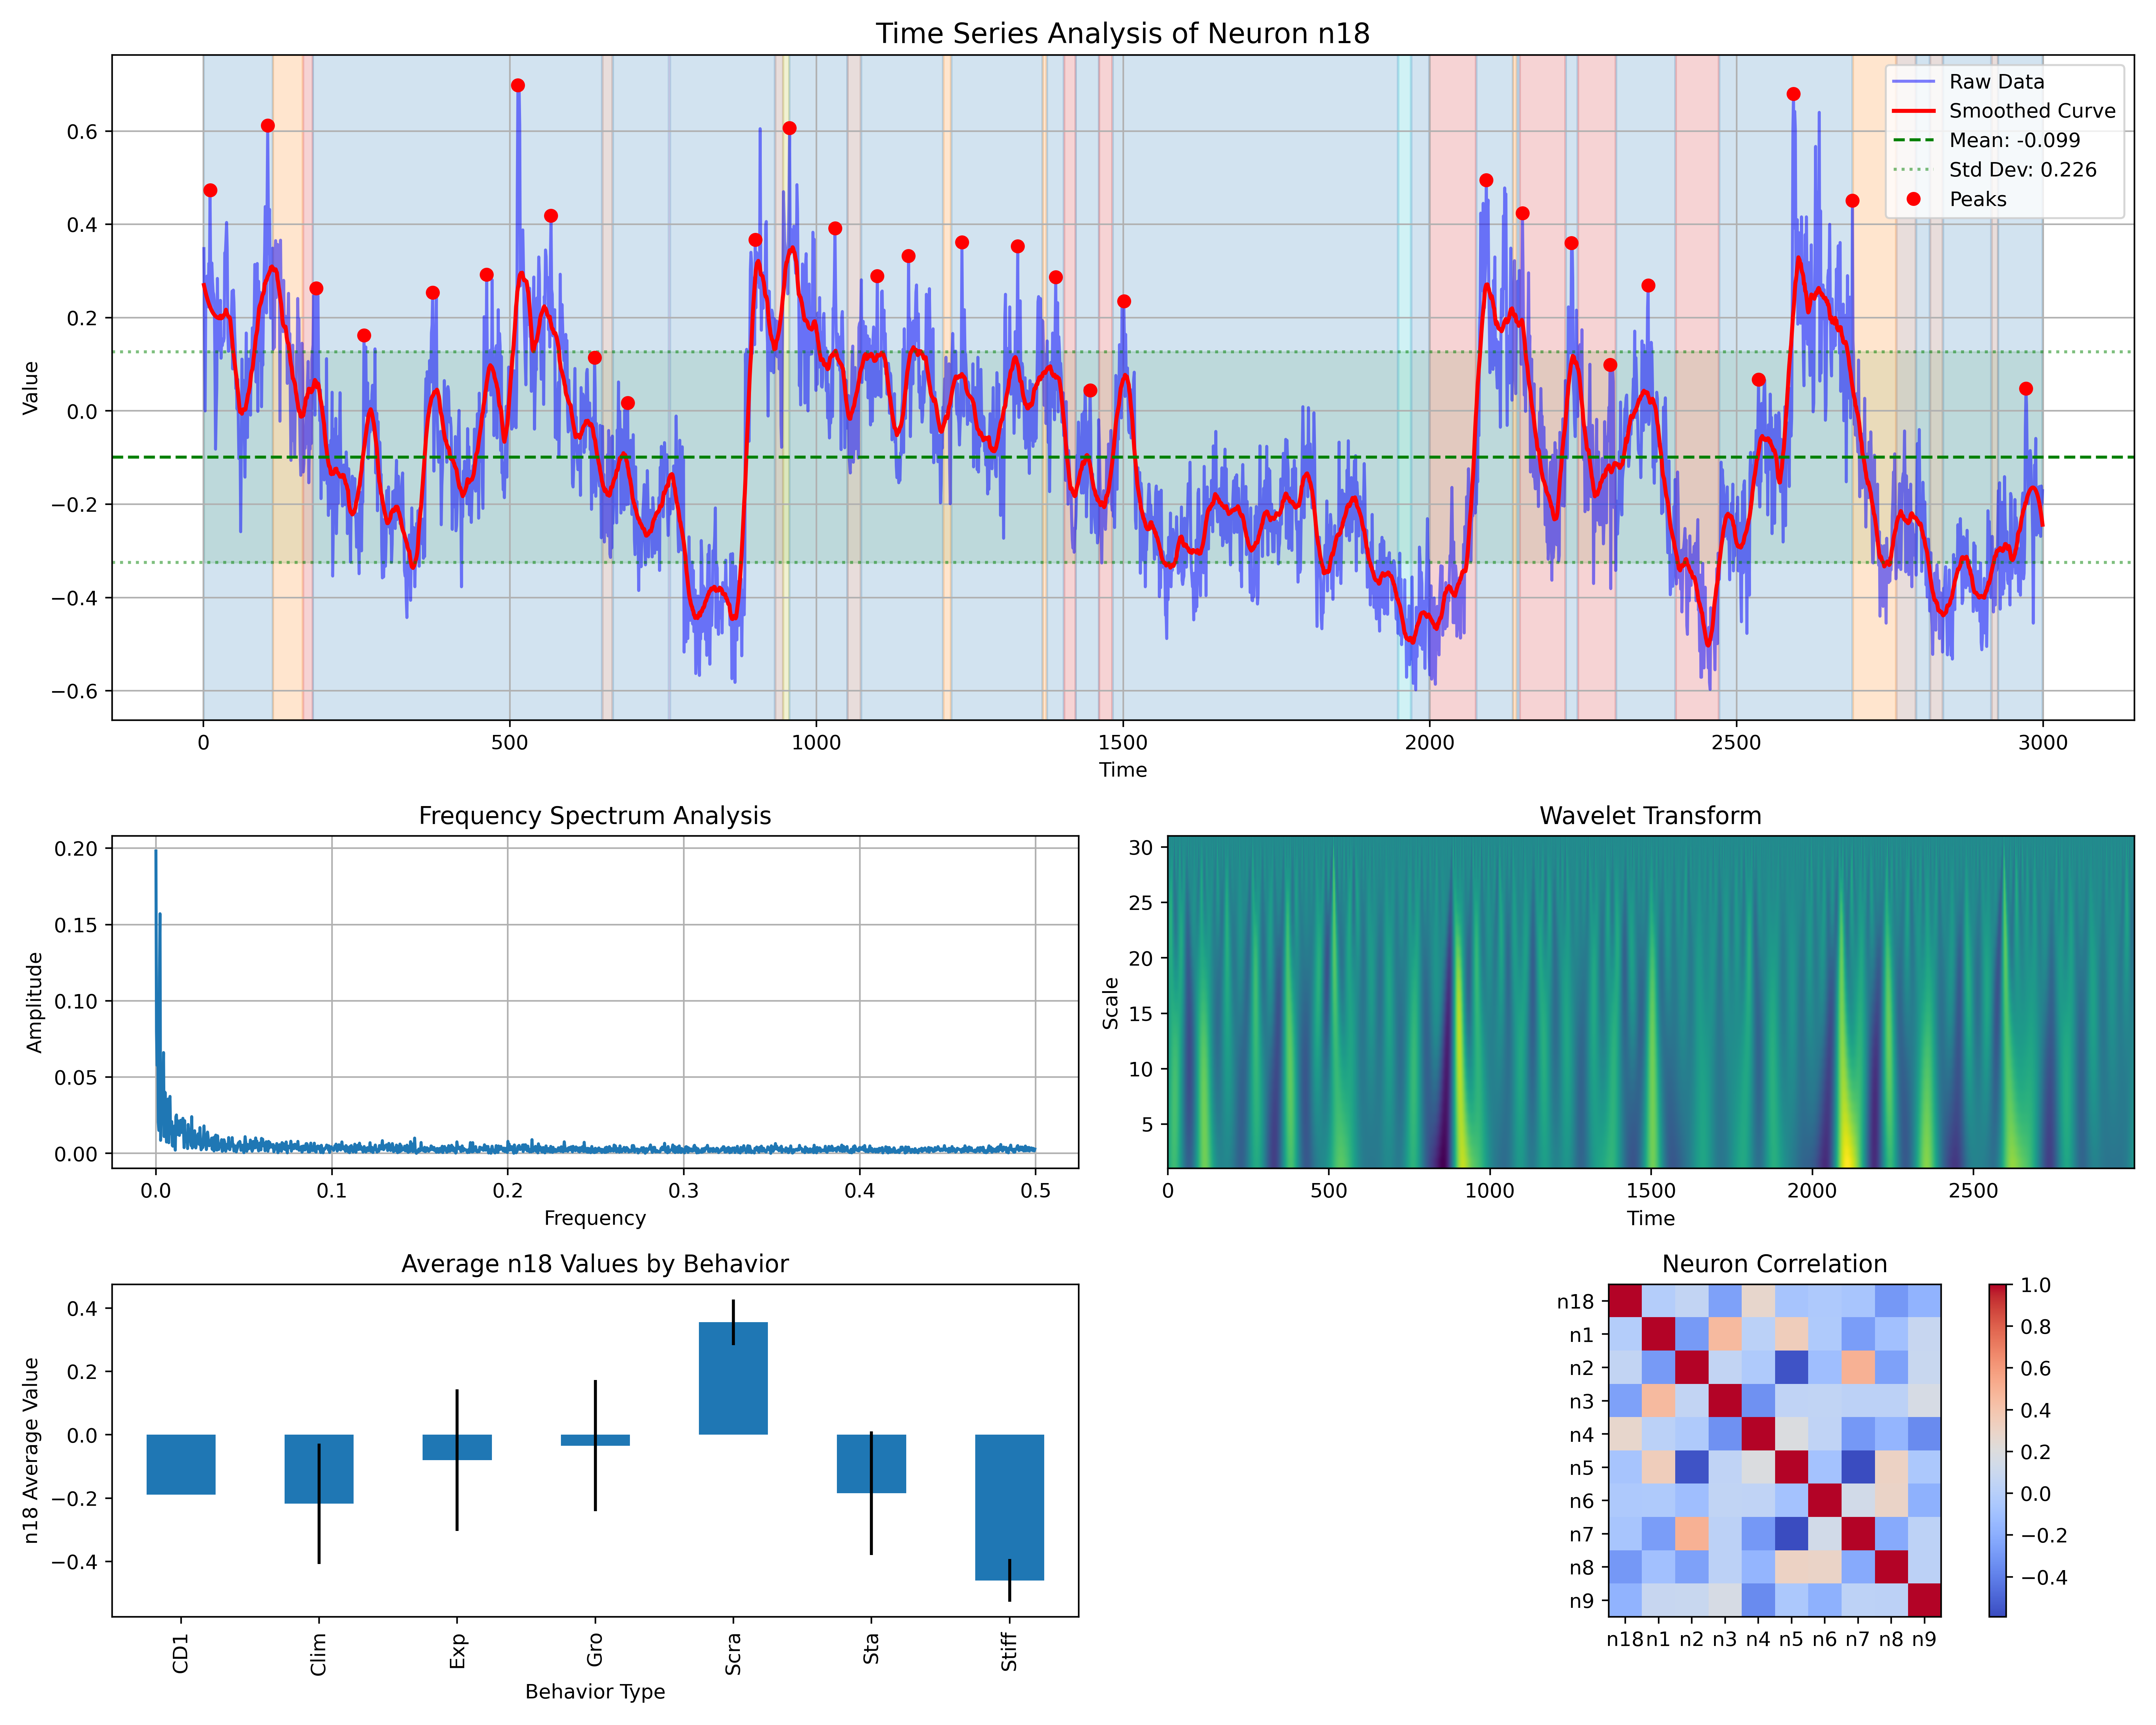 Time Series Analysis of Neuron n18
Value
0.6
0.4
0.2
0.0
−0.2
−0.4
−0.6
Raw Data
Smoothed Curve
Mean: -0.099
Std Dev: 0.226
Peaks
0 500 1000 1500 2000 2500 3000
Time
Frequency Spectrum Analysis
Amplitude
0.20
0.15
0.10
0.05
0.00
0.0 0.1 0.2 0.3 0.4 0.5
Frequency
Wavelet Transform
Scale
30
25
20
15
10
5
0 500 1000 1500 2000 2500
Time
Average n18 Values by Behavior
n18 Average Value
0.4
0.2
0.0
−0.2
−0.4
CD1 Clim Exp Gro Scra Sta Stiff
Behavior Type
Neuron Correlation
n18
n1
n2
n3
n4
n5
n6
n7
n8
n9
n18 n1 n2 n3 n4 n5 n6 n7 n8 n9
1.0
0.8
0.6
0.4
0.2
0.0
−0.2
−0.4